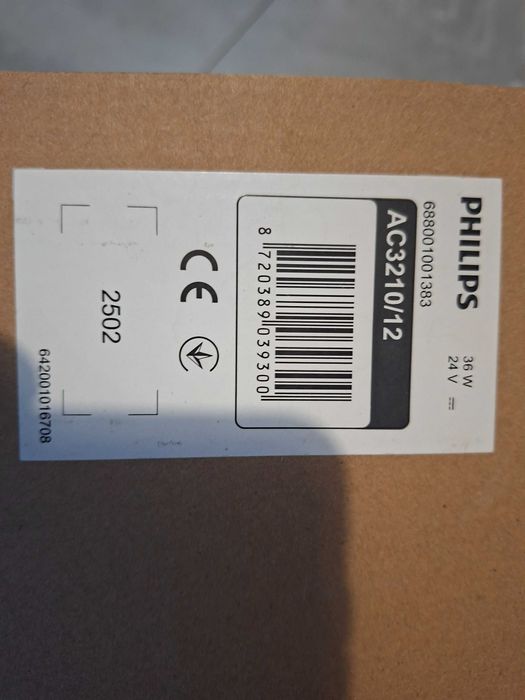 PHILIPS
688001001383
36 W
24 V ⎓
AC3210/12
8 720389 039300
CE
2502
642001016708